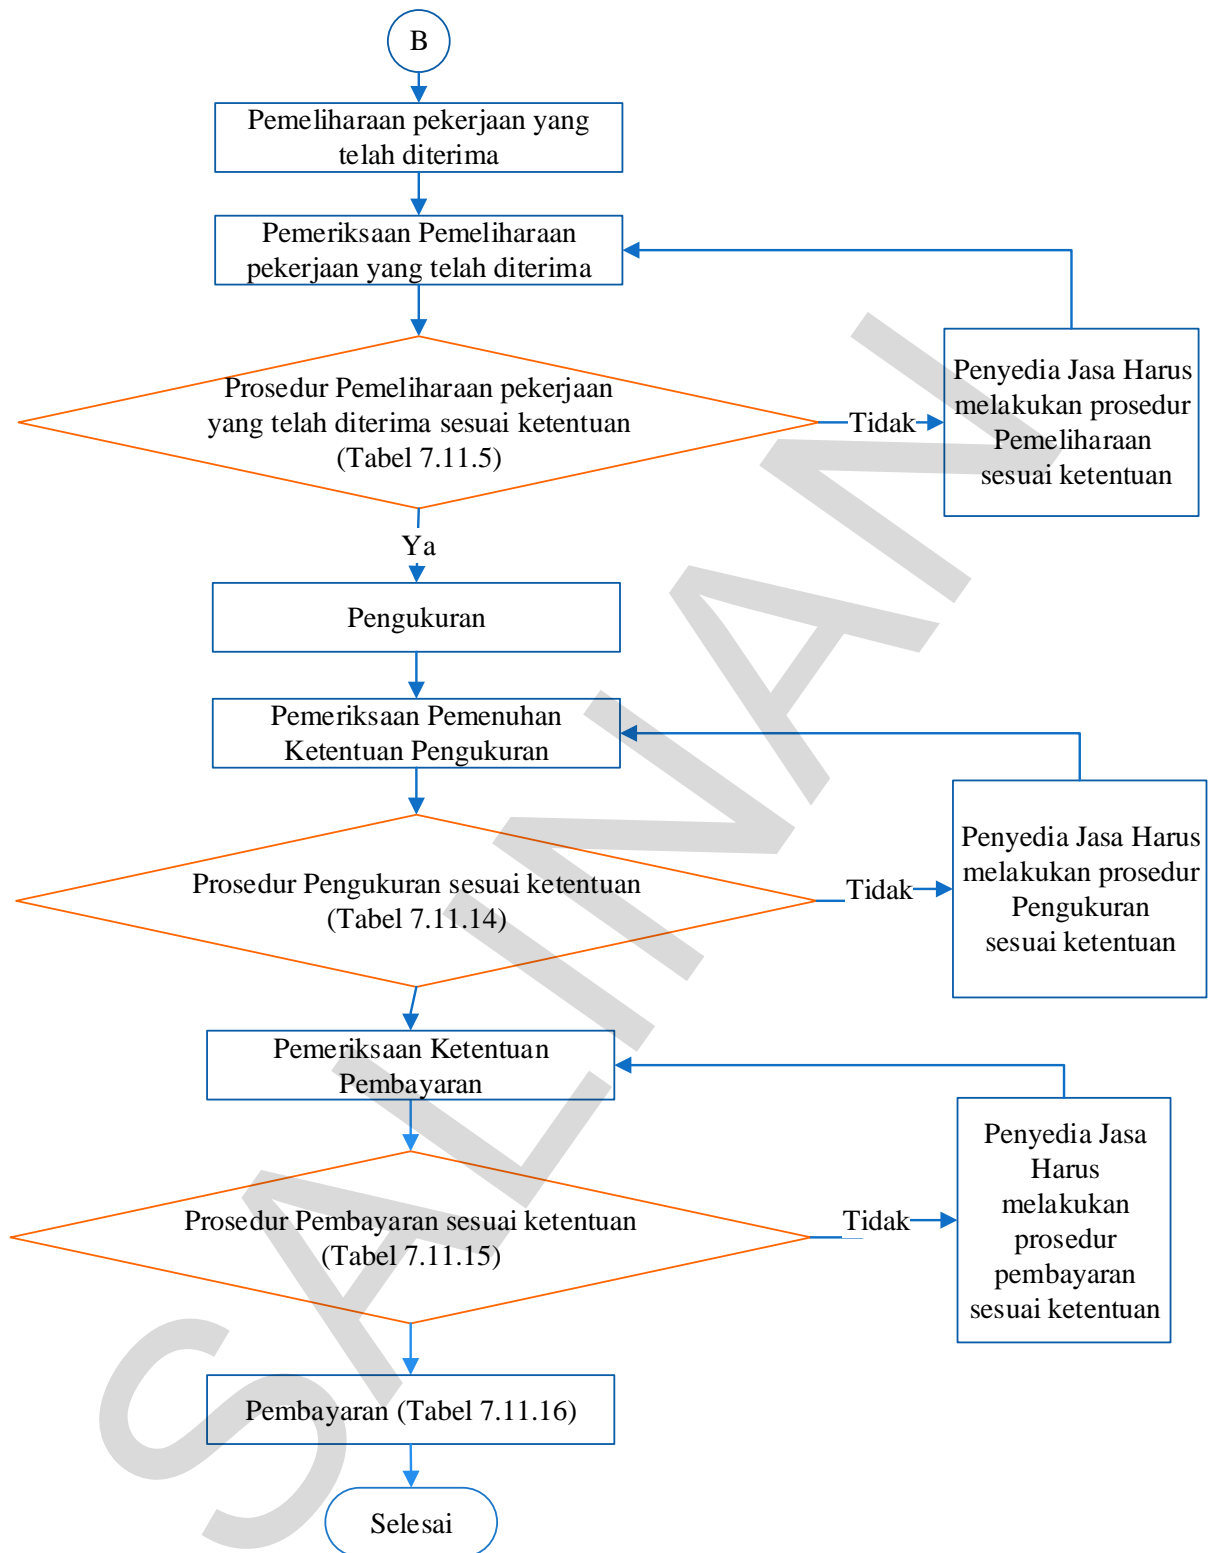 B
Pemeliharaan pekerjaan yang
telah diterima
Pemeriksaan Pemeliharaan
pekerjaan yang telah diterima
Prosedur Pemeliharaan pekerjaan
yang telah diterima sesuai ketentuan
(Tabel 7.11.5)
Tidak
Penyedia Jasa Harus
melakukan prosedur
Pemeliharaan
sesuai ketentuan
Ya
Pengukuran
Pemeriksaan Pemenuhan
Ketentuan Pengukuran
Prosedur Pengukuran sesuai ketentuan
(Tabel 7.11.14)
Tidak
Penyedia Jasa Harus
melakukan prosedur
Pengukuran
sesuai ketentuan
Pemeriksaan Ketentuan
Pembayaran
Prosedur Pembayaran sesuai ketentuan
(Tabel 7.11.15)
Tidak
Penyedia Jasa
Harus
melakukan
prosedur
pembayaran
sesuai ketentuan
Pembayaran (Tabel 7.11.16)
Selesai
SALINAN